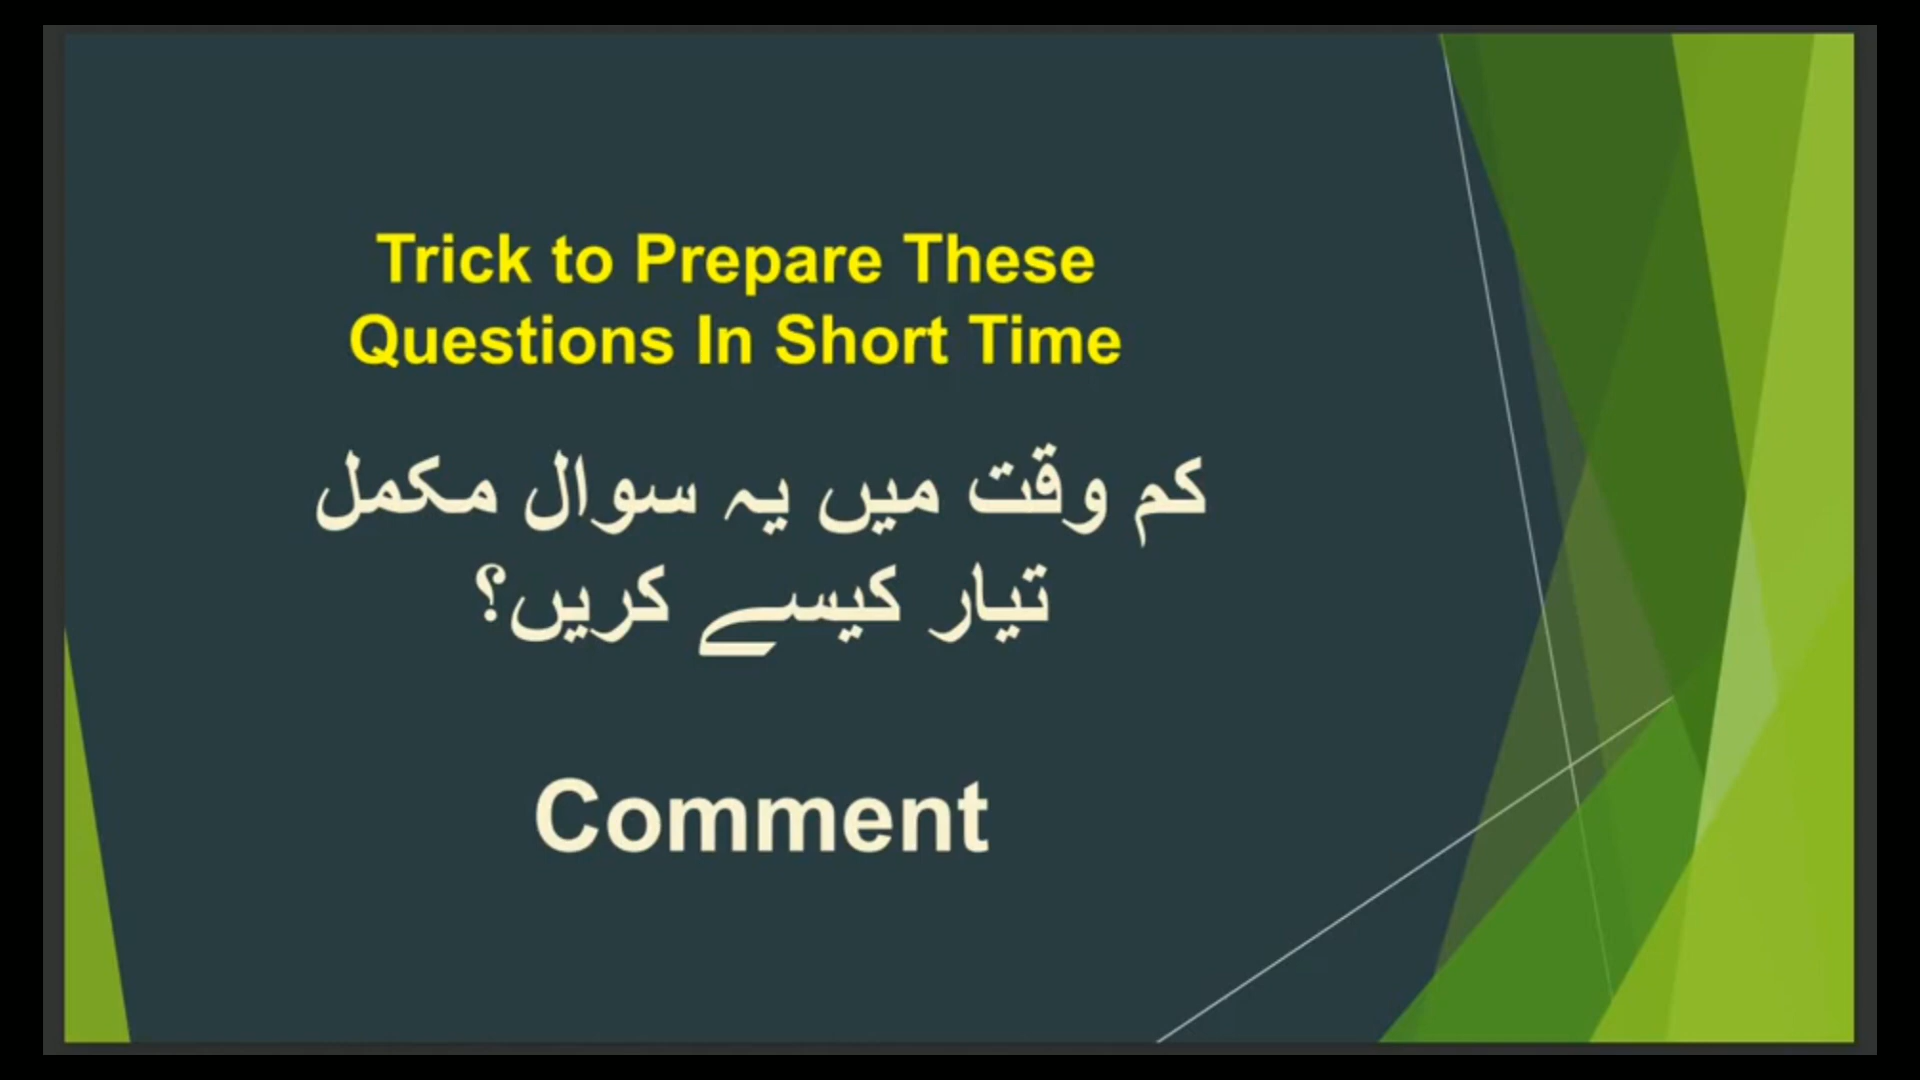 Trick to Prepare These
Questions In Short Time
کم وقت میں یہ سوال مکمل
تیار کیسے کریں؟
Comment